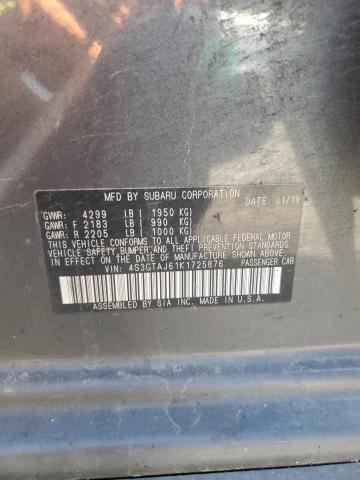 MFD BY SUBARU CORPORATION
DATE: 01/19
GVWR: 4299 LB ( 1950 KG)
GAWR: F 2183 LB ( 990 KG)
GAWR: R 2205 LB ( 1000 KG)
THIS VEHICLE CONFORMS TO ALL APPLICABLE FEDERAL MOTOR
VEHICLE SAFETY, BUMPER AND THEFT PREVENTION STANDARDS
IN EFFECT ON THE DATE OF MANUFACTURE SHOWN ABOVE
VIN: 4S3GTAJ61K1725876 PASSENGER CAR
ASSEMBLED BY SIA INC. IN U.S.A.